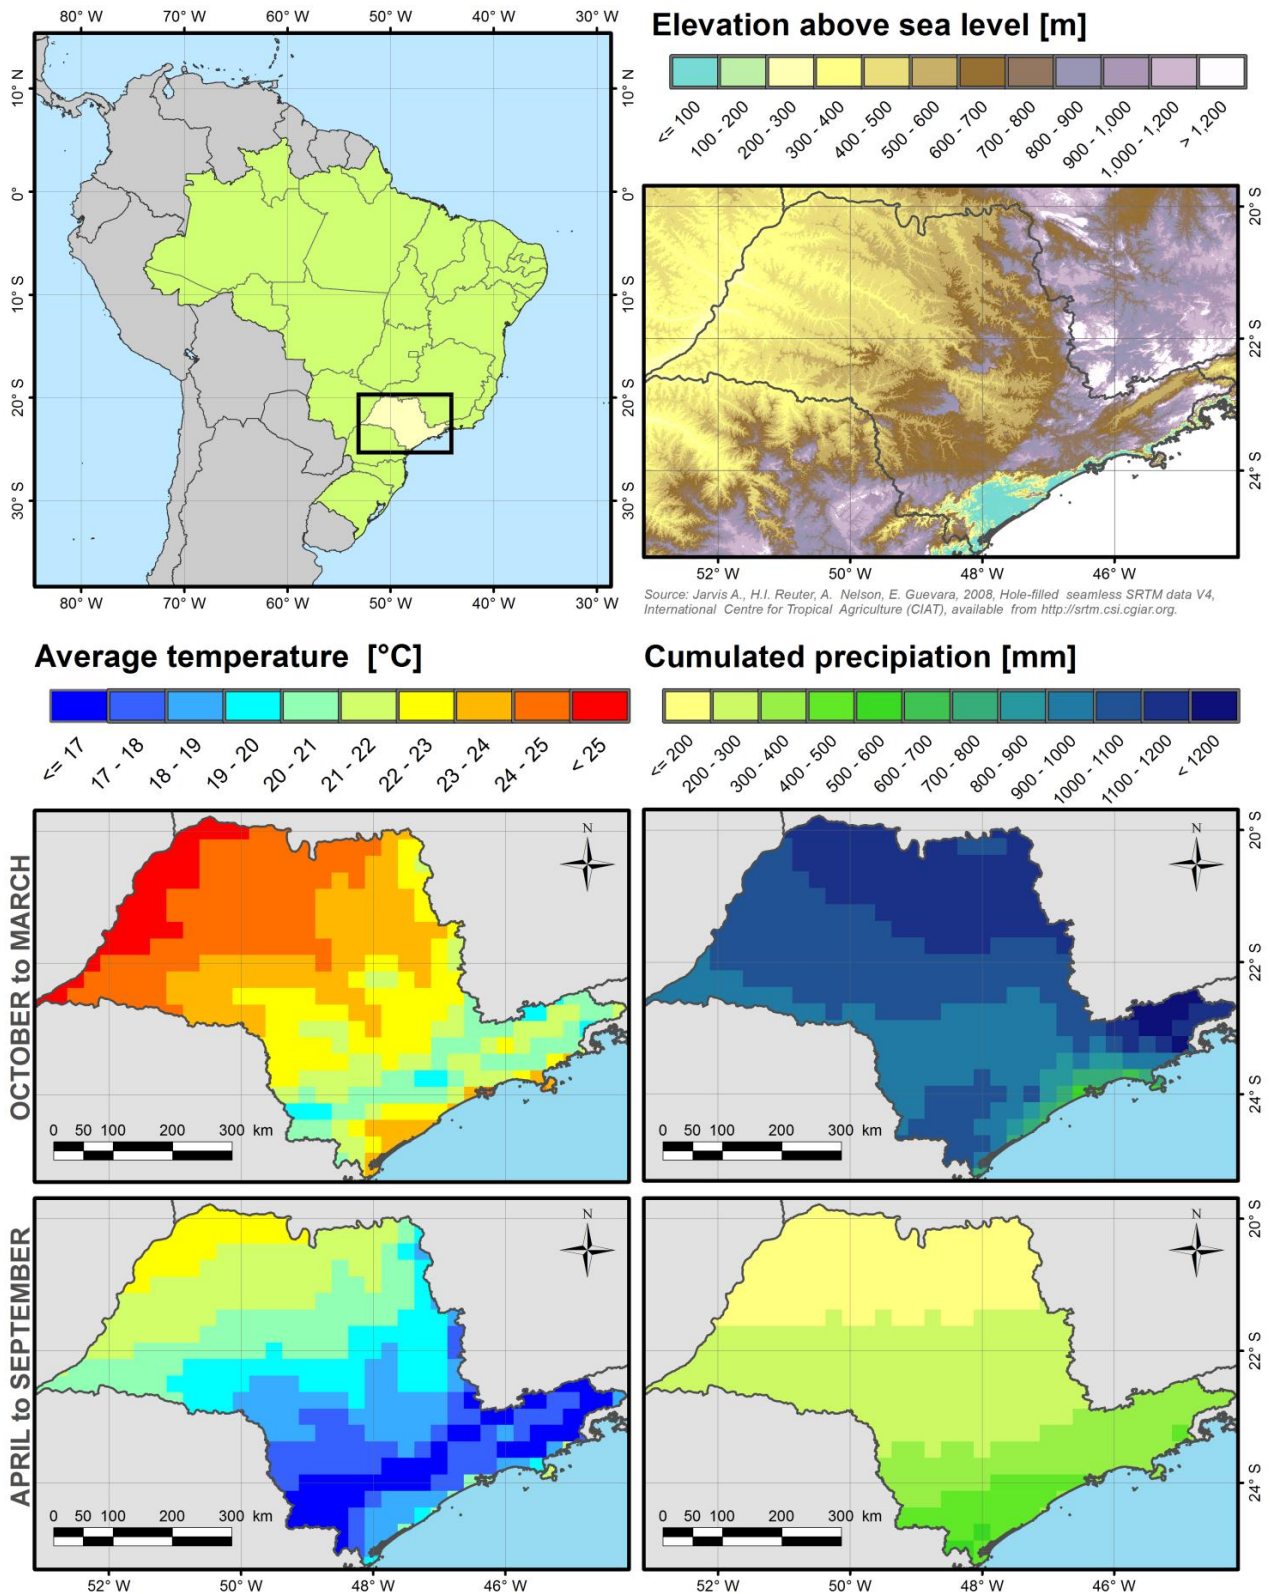 80° W 70° W 60° W 50° W 40° W 30° W
10° N
0°
10° S
20° S
30° S
10° N
0°
10° S
20° S
30° S
80° W 70° W 60° W 50° W 40° W 30° W
Elevation above sea level [m]
<= 100 100 - 200 200 - 300 300 - 400 400 - 500 500 - 600 600 - 700 700 - 800 800 - 900 900 - 1,000 1,000 - 1,200 > 1,200
20° S
22° S
24° S
52° W 50° W 48° W 46° W
Source: Jarvis A., H.I. Reuter, A. Nelson, E. Guevara, 2008, Hole-filled seamless SRTM data V4,
International Centre for Tropical Agriculture (CIAT), available from http://srtm.csi.cgiar.org.
Average temperature [°C]
<= 17 17 - 18 18 - 19 19 - 20 20 - 21 21 - 22 22 - 23 23 - 24 24 - 25 < 25
Cumulated precipiation [mm]
<= 200 200 - 300 300 - 400 400 - 500 500 - 600 600 - 700 700 - 800 800 - 900 900 - 1000 1000 - 1100 1100 - 1200 < 1200
OCTOBER to MARCH
N
0 50 100 200 300 km
N
0 50 100 200 300 km
20° S
22° S
24° S
APRIL to SEPTEMBER
N
0 50 100 200 300 km
52° W 50° W 48° W 46° W
N
0 50 100 200 300 km
20° S
22° S
24° S
52° W 50° W 48° W 46° W